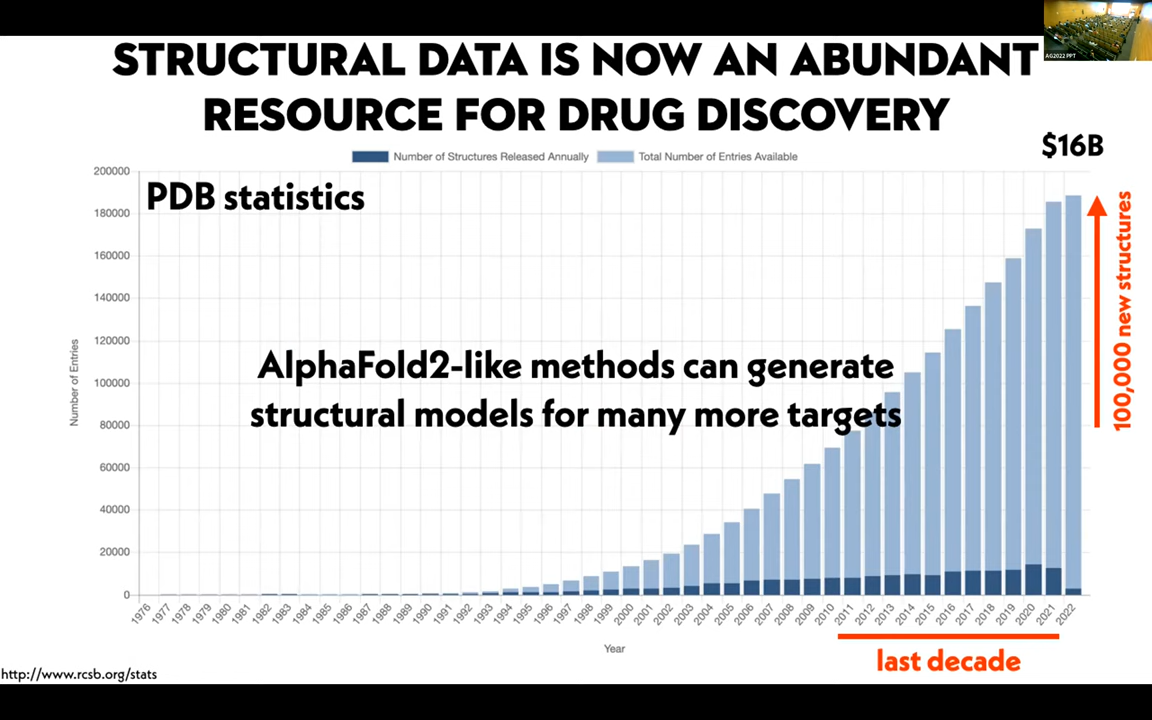 STRUCTURAL DATA IS NOW AN ABUNDANT
RESOURCE FOR DRUG DISCOVERY
AG2022 PPT
$16B
Number of Structures Released Annually
Total Number of Entries Available
PDB statistics
200000
180000
160000
140000
120000
100000
80000
60000
40000
20000
0
Number of Entries
AlphaFold2-like methods can generate
structural models for many more targets
100,000 new structures
1976 1977 1978 1979 1980 1981 1982 1983 1984 1985 1986 1987 1988 1989 1990 1991 1992 1993 1994 1995 1996 1997 1998 1999 2000 2001 2002 2003 2004 2005 2006 2007 2008 2009 2010 2011 2012 2013 2014 2015 2016 2017 2018 2019 2020 2021 2022
Year
last decade
http://www.rcsb.org/stats